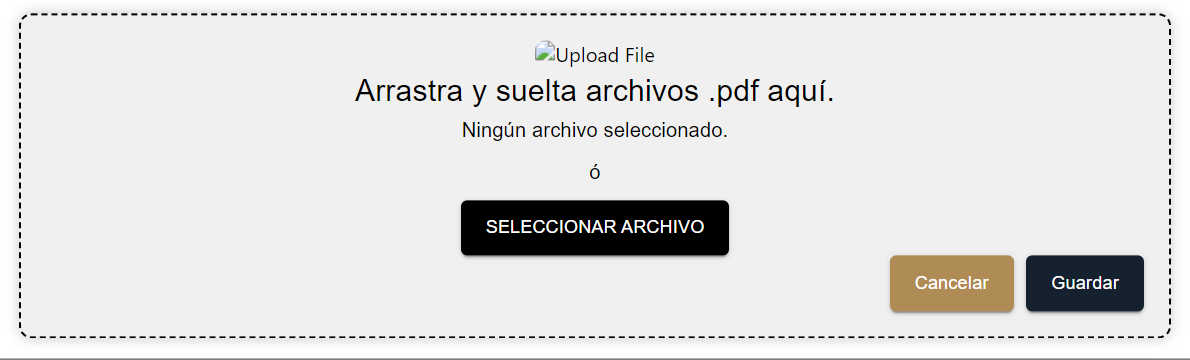 Upload File
Arrastra y suelta archivos .pdf aquí.
Ningún archivo seleccionado.
ó
SELECCIONAR ARCHIVO
Cancelar Guardar